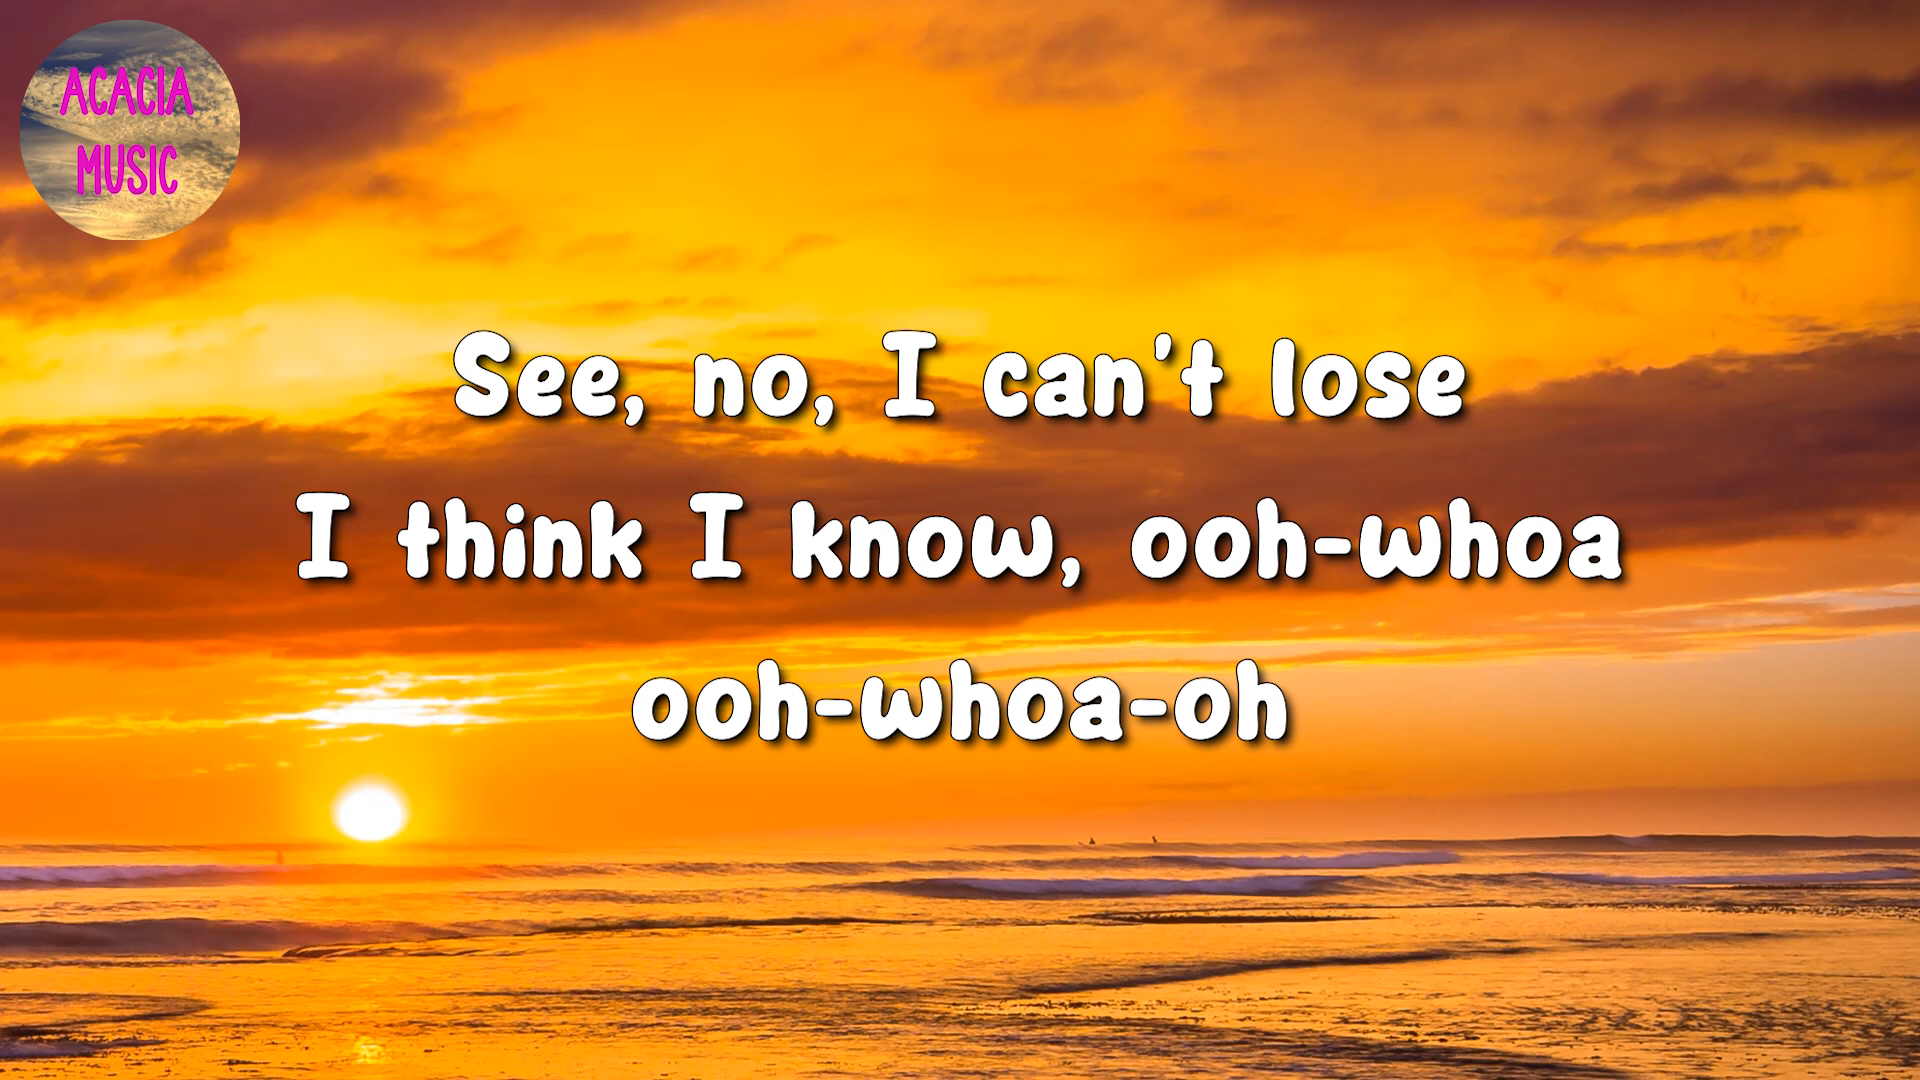 ACACIA
MUSIC
See, no, I can't lose
I think I know, ooh-whoa
ooh-whoa-oh